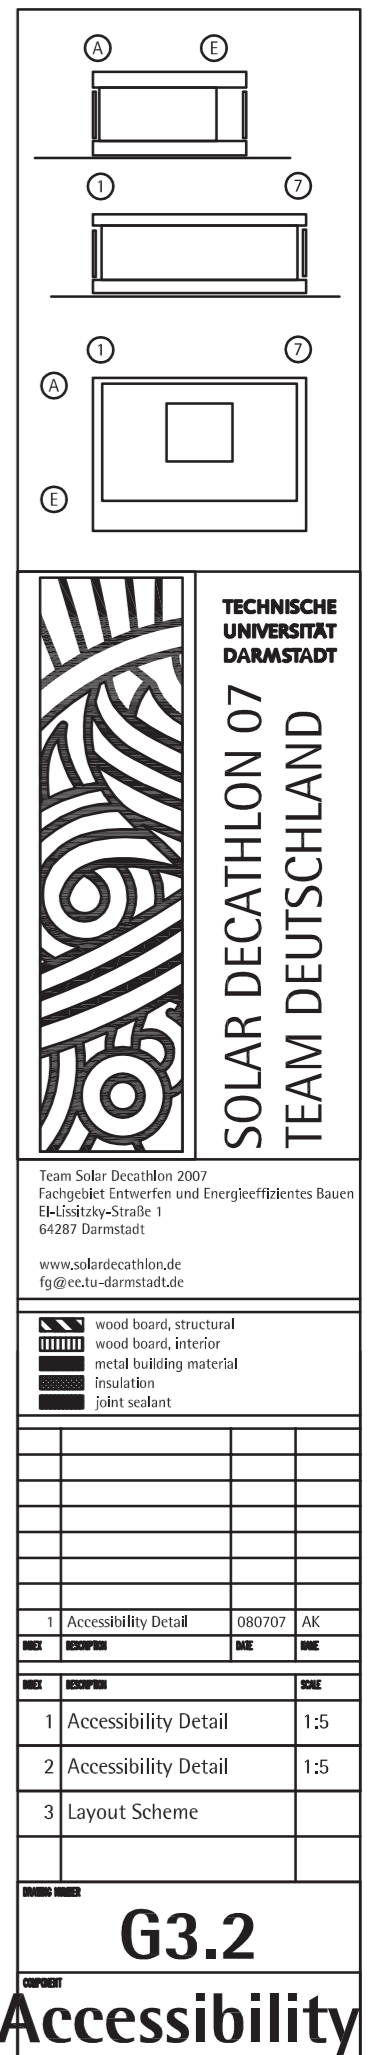 A E
1 7
1 7
A
E
TECHNISCHE
UNIVERSITÄT
DARMSTADT
SOLAR DECATHLON 07
TEAM DEUTSCHLAND
Team Solar Decathlon 2007
Fachgebiet Entwerfen und Energieeffizientes Bauen
El-Lissitzky-Straße 1
64287 Darmstadt
www.solardecathlon.de
fg@ee.tu-darmstadt.de
wood board, structural
wood board, interior
metal building material
insulation
joint sealant
1 Accessibility Detail 080707 AK
INDEX DESCRIPTION DATE NAME
INDEX DESCRIPTION SCALE
1 Accessibility Detail 1:5
2 Accessibility Detail 1:5
3 Layout Scheme
DRAWING NUMBER
G3.2
COMPONENT
Accessibility